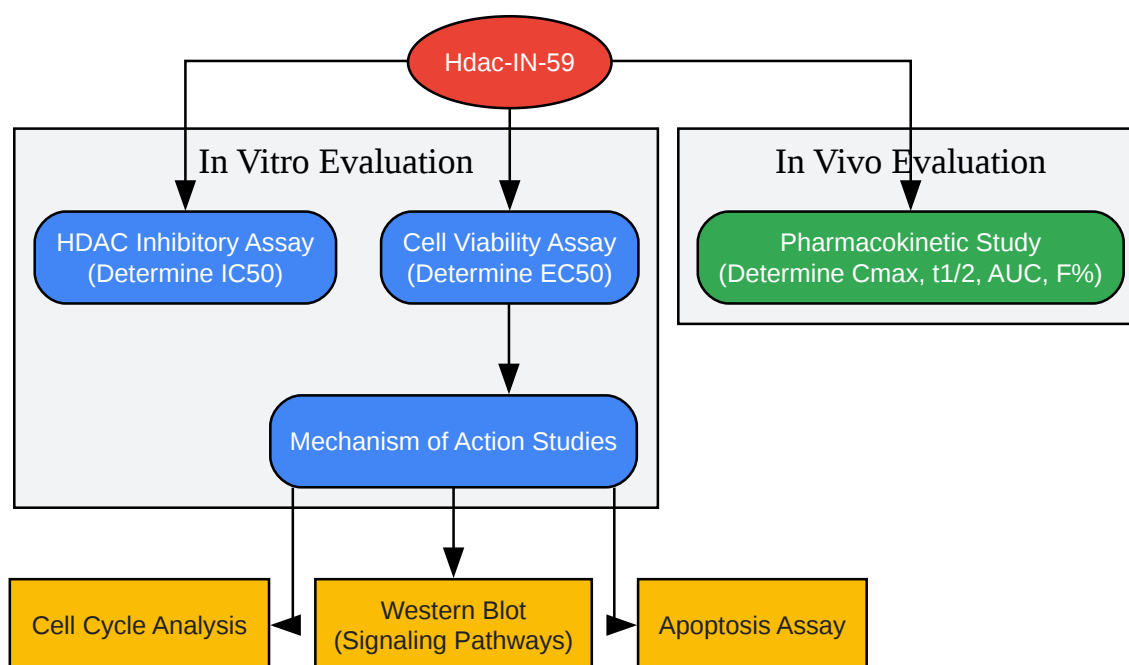 Hdac-IN-59
In Vitro Evaluation
In Vivo Evaluation
HDAC Inhibitory Assay
(Determine IC50)
Cell Viability Assay
(Determine EC50)
Pharmacokinetic Study
(Determine Cmax, t1/2, AUC, F%)
Mechanism of Action Studies
Cell Cycle Analysis
Western Blot
(Signaling Pathways)
Apoptosis Assay